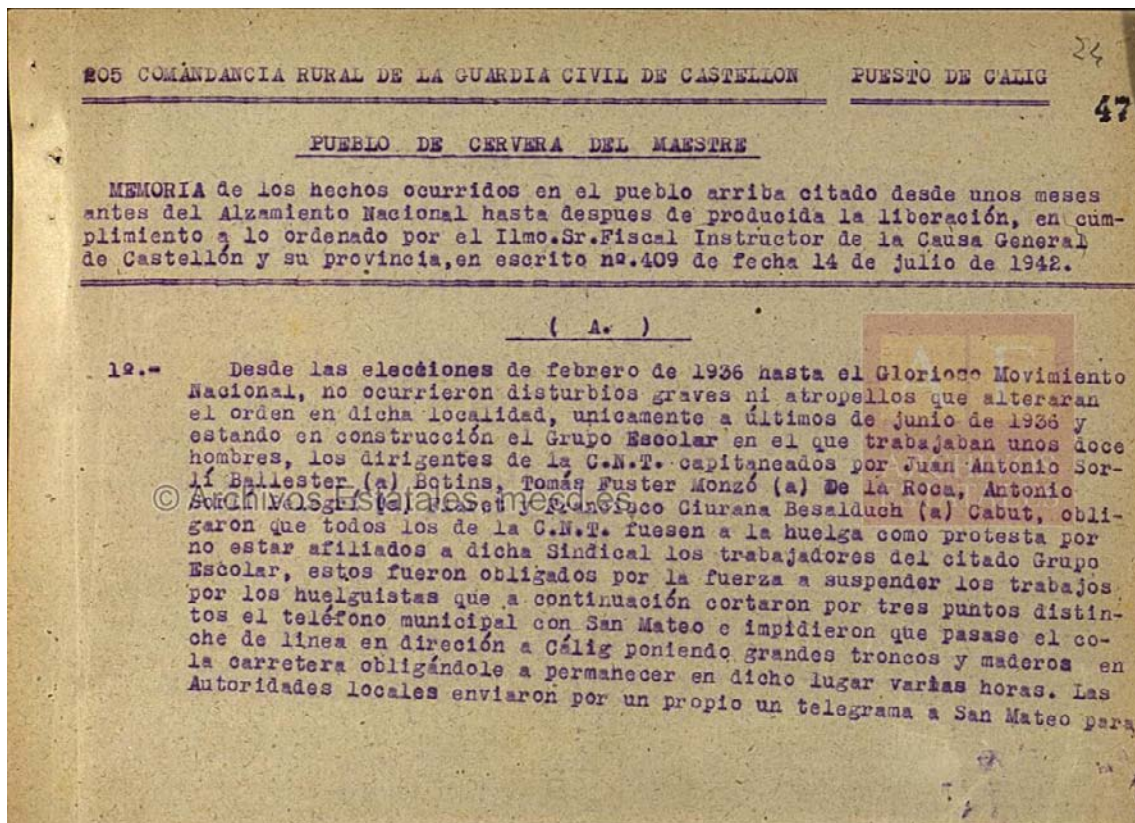 24
205 COMANDANCIA RURAL DE LA GUARDIA CIVIL DE CASTELLON PUESTO DE CALIG
47
PUEBLO DE CERVERA DEL MAESTRE
MEMORIA de los hechos ocurridos en el pueblo arriba citado desde unos meses
antes del Alzamiento Nacional hasta despues de producida la liberación, en cum-
plimiento a lo ordenado por el Ilmo.Sr.Fiscal Instructor de la Causa General
de Castellón y su provincia,en escrito nº.409 de fecha 14 de julio de 1942.
( A. )
1º.- Desde las elecciones de febrero de 1936 hasta el Glorioso Movimiento
Nacional, no ocurrieron disturbios graves ni atropellos que alteraran
el orden en dicha localidad, unicamente a últimos de junio de 1936 y
estando en construcción el Grupo Escolar en el que trabajaban unos doce
hombres, los dirigentes de la C.N.T. capitaneados por Juan Antonio Sor-
lí Ballester (a) Botins, Tomás Fuster Monzó (a) De la Roca, Antonio
© Archivos Estatales, mecd.es
(a) y Francisco Ciurana Besalduch (a) Cabut, obli-
garon que todos los de la C.N.T. fuesen a la huelga como protesta por
no estar afiliados a dicha Sindical los trabajadores del citado Grupo
Escolar, estos fueron obligados por la fuerza a suspender los trabajos
por los huelguistas que a continuación cortaron por tres puntos distin-
tos el teléfono municipal con San Mateo e impidieron que pasase el co-
che de linea en direción a Cálig poniendo grandes troncos y maderos en
la carretera obligándole a permanecer en dicho lugar varias horas. Las
Autoridades locales enviaron por un propio un telegrama a San Mateo para